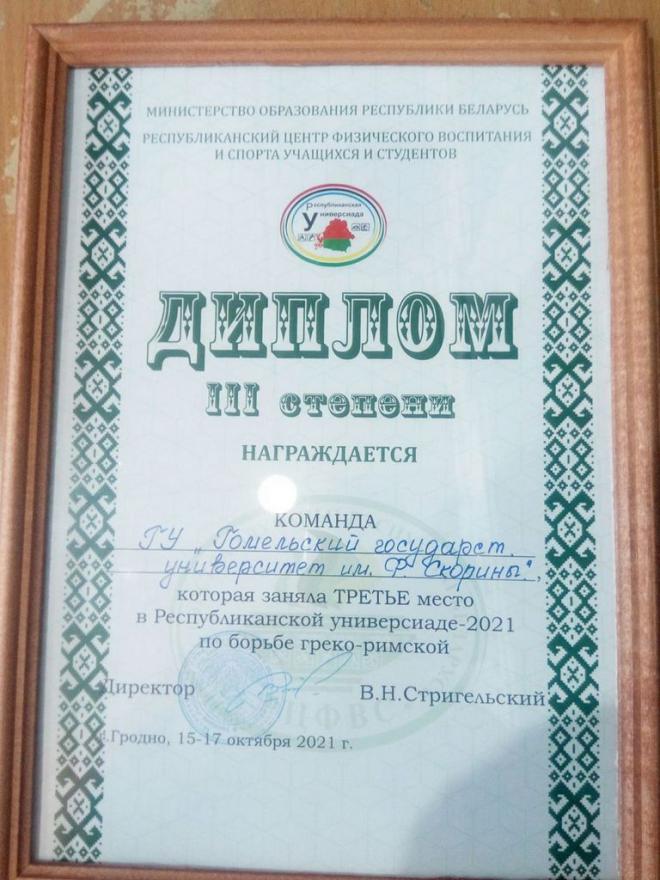 МИНИСТЕРСТВО ОБРАЗОВАНИЯ РЕСПУБЛИКИ БЕЛАРУСЬ
РЕСПУБЛИКАНСКИЙ ЦЕНТР ФИЗИЧЕСКОГО ВОСПИТАНИЯ
И СПОРТА УЧАЩИХСЯ И СТУДЕНТОВ
Республиканская
Универсиада
ДИПЛОМ
III степени
НАГРАЖДАЕТСЯ
КОМАНДА
ГУ „Гомельский государст.
университет им. Ф. Скорины",
которая заняла ТРЕТЬЕ место
в Республиканской универсиаде-2021
по борьбе греко-римской
Директор В.Н.Стригельский
г.Гродно, 15-17 октября 2021 г.